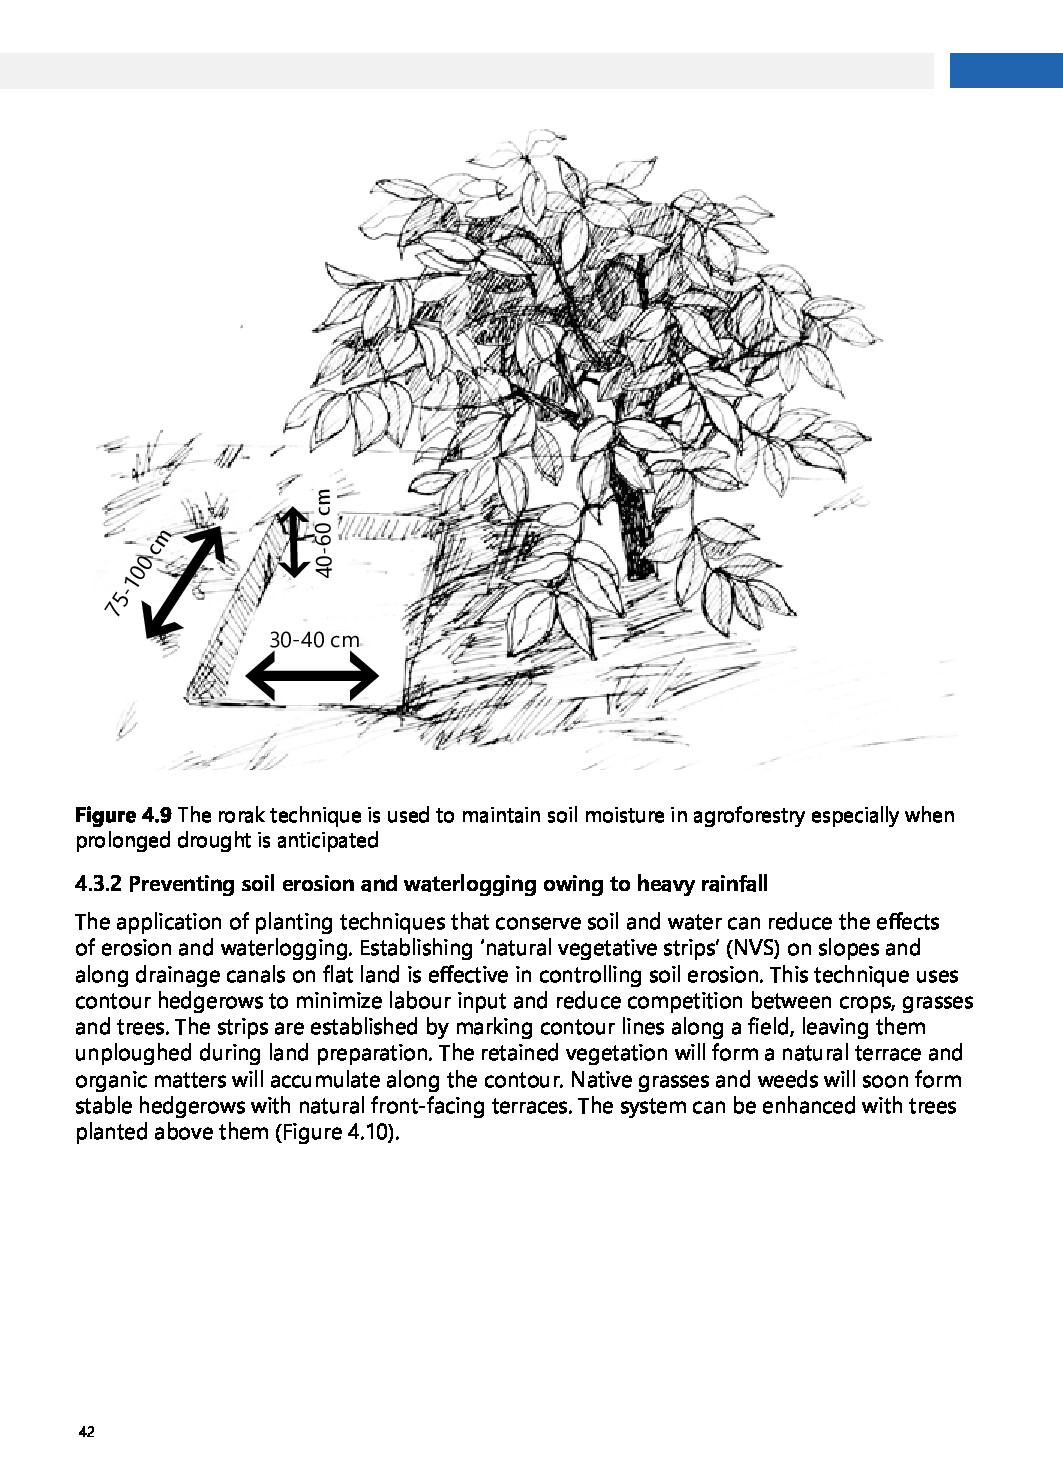 40-60 cm
75-100 cm
30-40 cm
Figure 4.9 The rorak technique is used to maintain soil moisture in agroforestry especially when
prolonged drought is anticipated
4.3.2 Preventing soil erosion and waterlogging owing to heavy rainfall
The application of planting techniques that conserve soil and water can reduce the effects
of erosion and waterlogging. Establishing ‘natural vegetative strips’ (NVS) on slopes and
along drainage canals on flat land is effective in controlling soil erosion. This technique uses
contour hedgerows to minimize labour input and reduce competition between crops, grasses
and trees. The strips are established by marking contour lines along a field, leaving them
unploughed during land preparation. The retained vegetation will form a natural terrace and
organic matters will accumulate along the contour. Native grasses and weeds will soon form
stable hedgerows with natural front-facing terraces. The system can be enhanced with trees
planted above them (Figure 4.10).
42